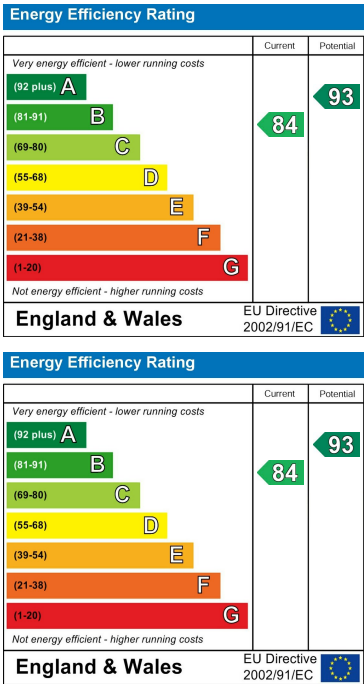 Energy Efficiency Rating
Current Potential
Very energy efficient - lower running costs
(92 plus) A
93
(81-91) B
84
(69-80) C
(55-68) D
(39-54) E
(21-38) F
(1-20) G
Not energy efficient - higher running costs
England & Wales
EU Directive
2002/91/EC
Energy Efficiency Rating
Current Potential
Very energy efficient - lower running costs
(92 plus) A
93
(81-91) B
84
(69-80) C
(55-68) D
(39-54) E
(21-38) F
(1-20) G
Not energy efficient - higher running costs
England & Wales
EU Directive
2002/91/EC